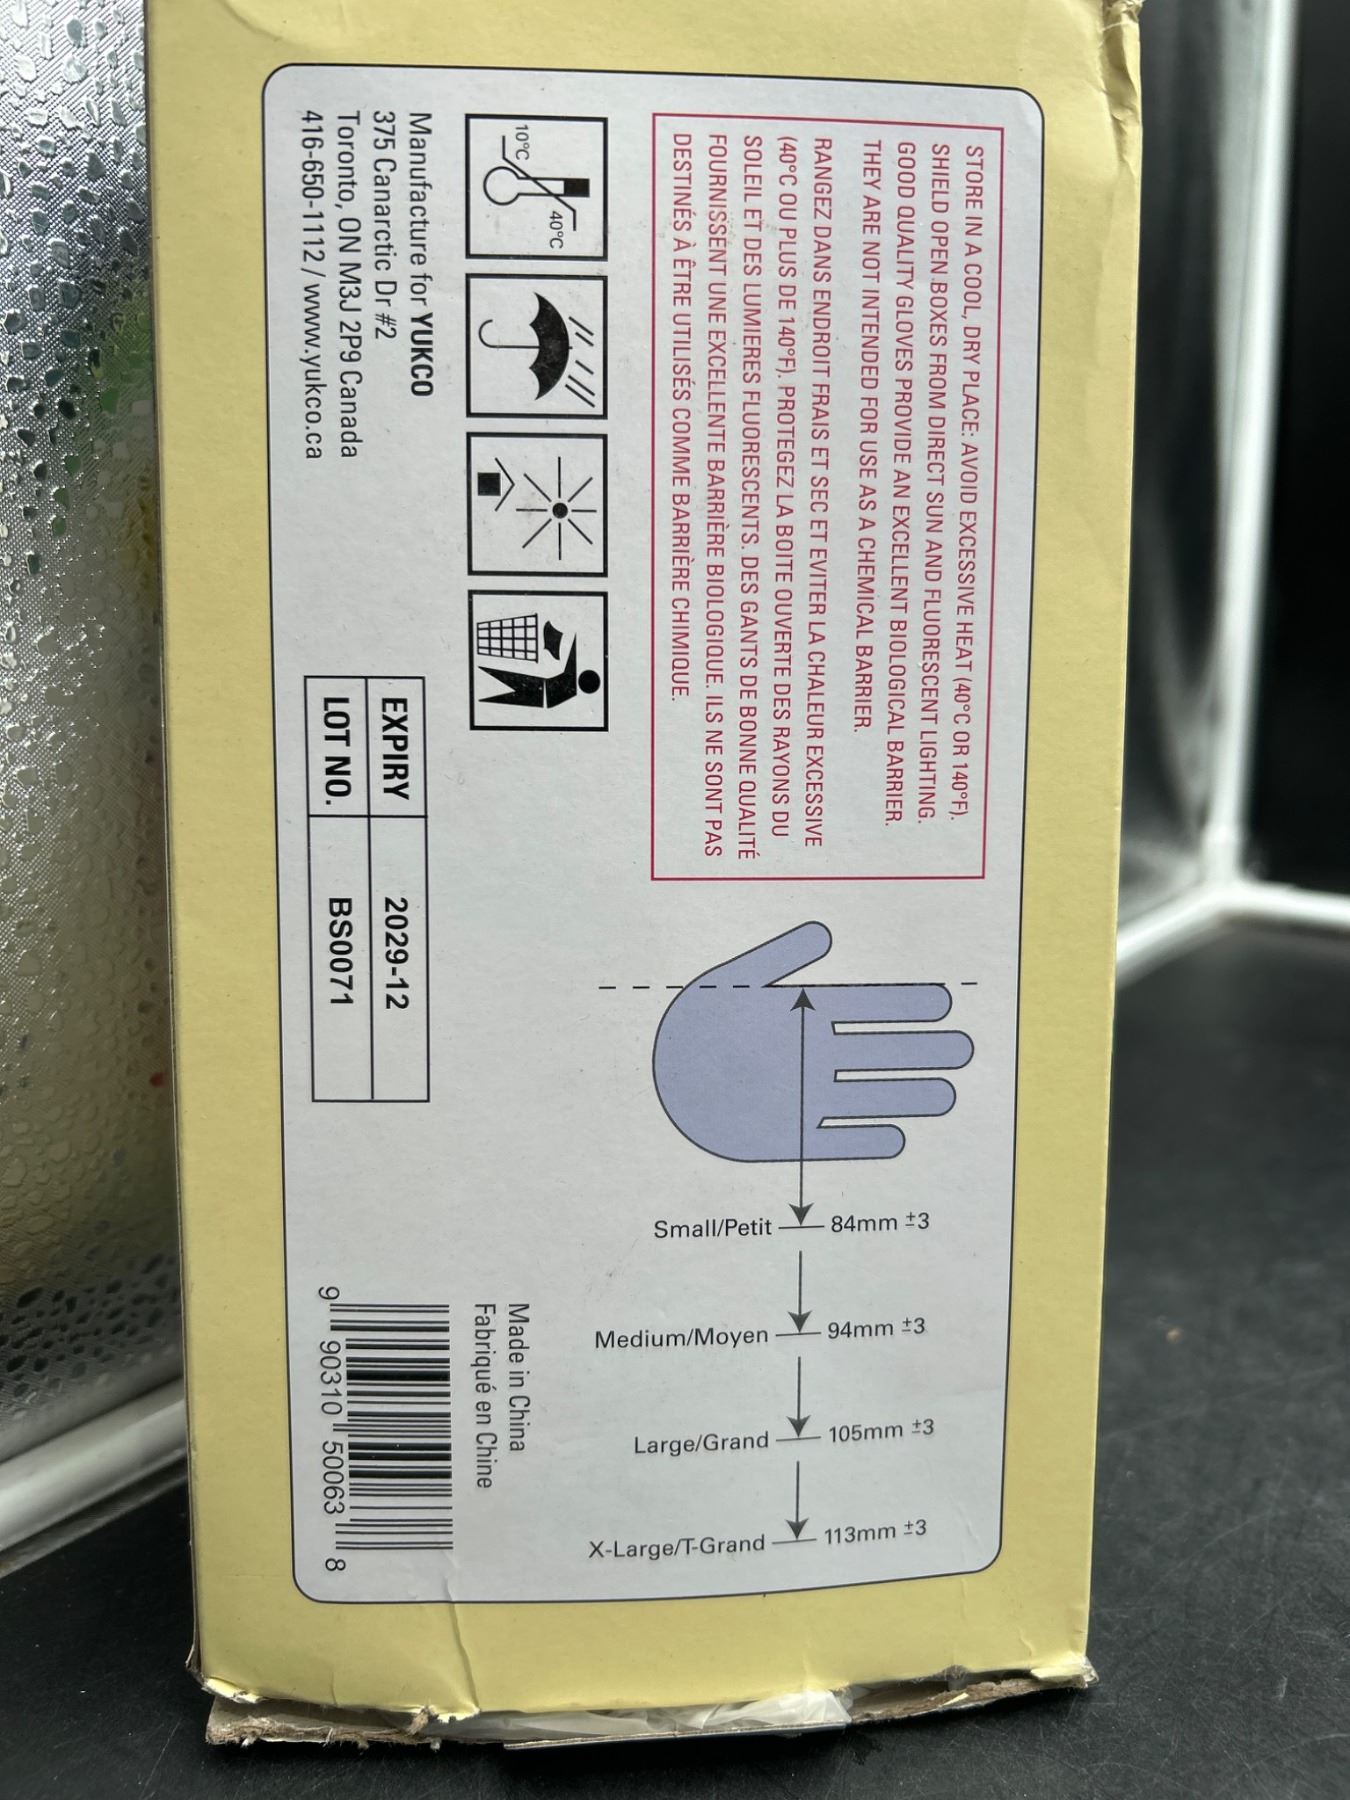 STORE IN A COOL, DRY PLACE: AVOID EXCESSIVE HEAT (40°C OR 140°F).
SHIELD OPEN BOXES FROM DIRECT SUN AND FLUORESCENT LIGHTING.
GOOD QUALITY GLOVES PROVIDE AN EXCELLENT BIOLOGICAL BARRIER.
THEY ARE NOT INTENDED FOR USE AS A CHEMICAL BARRIER.
RANGEZ DANS ENDROIT FRAIS ET SEC ET EVITER LA CHALEUR EXCESSIVE
(40°C OU PLUS DE 140°F). PROTEGEZ LA BOITE OUVERTE DES RAYONS DU
SOLEIL ET DES LUMIERES FLUORESCENTS. DES GANTS DE BONNE QUALITÉ
FOURNISSENT UNE EXCELLENTE BARRIÈRE BIOLOGIQUE. ILS NE SONT PAS
DESTINÉS À ÊTRE UTILISÉS COMME BARRIÈRE CHIMIQUE.
10°C
40°C
Manufacture for YUKCO
375 Canarctic Dr #2
Toronto, ON M3J 2P9 Canada
416-650-1112 / www.yukco.ca
EXPIRY 2029-12
LOT NO. BS0071
Small/Petit 84mm ±3
Medium/Moyen 94mm ±3
Large/Grand 105mm ±3
X-Large/T-Grand 113mm ±3
Made in China
Fabriqué en Chine
9 90310 50063 8